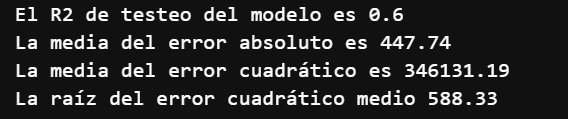 El R2 de testeo del modelo es 0.6
La media del error absoluto es 447.74
La media del error cuadrático es 346131.19
La raíz del error cuadrático medio 588.33